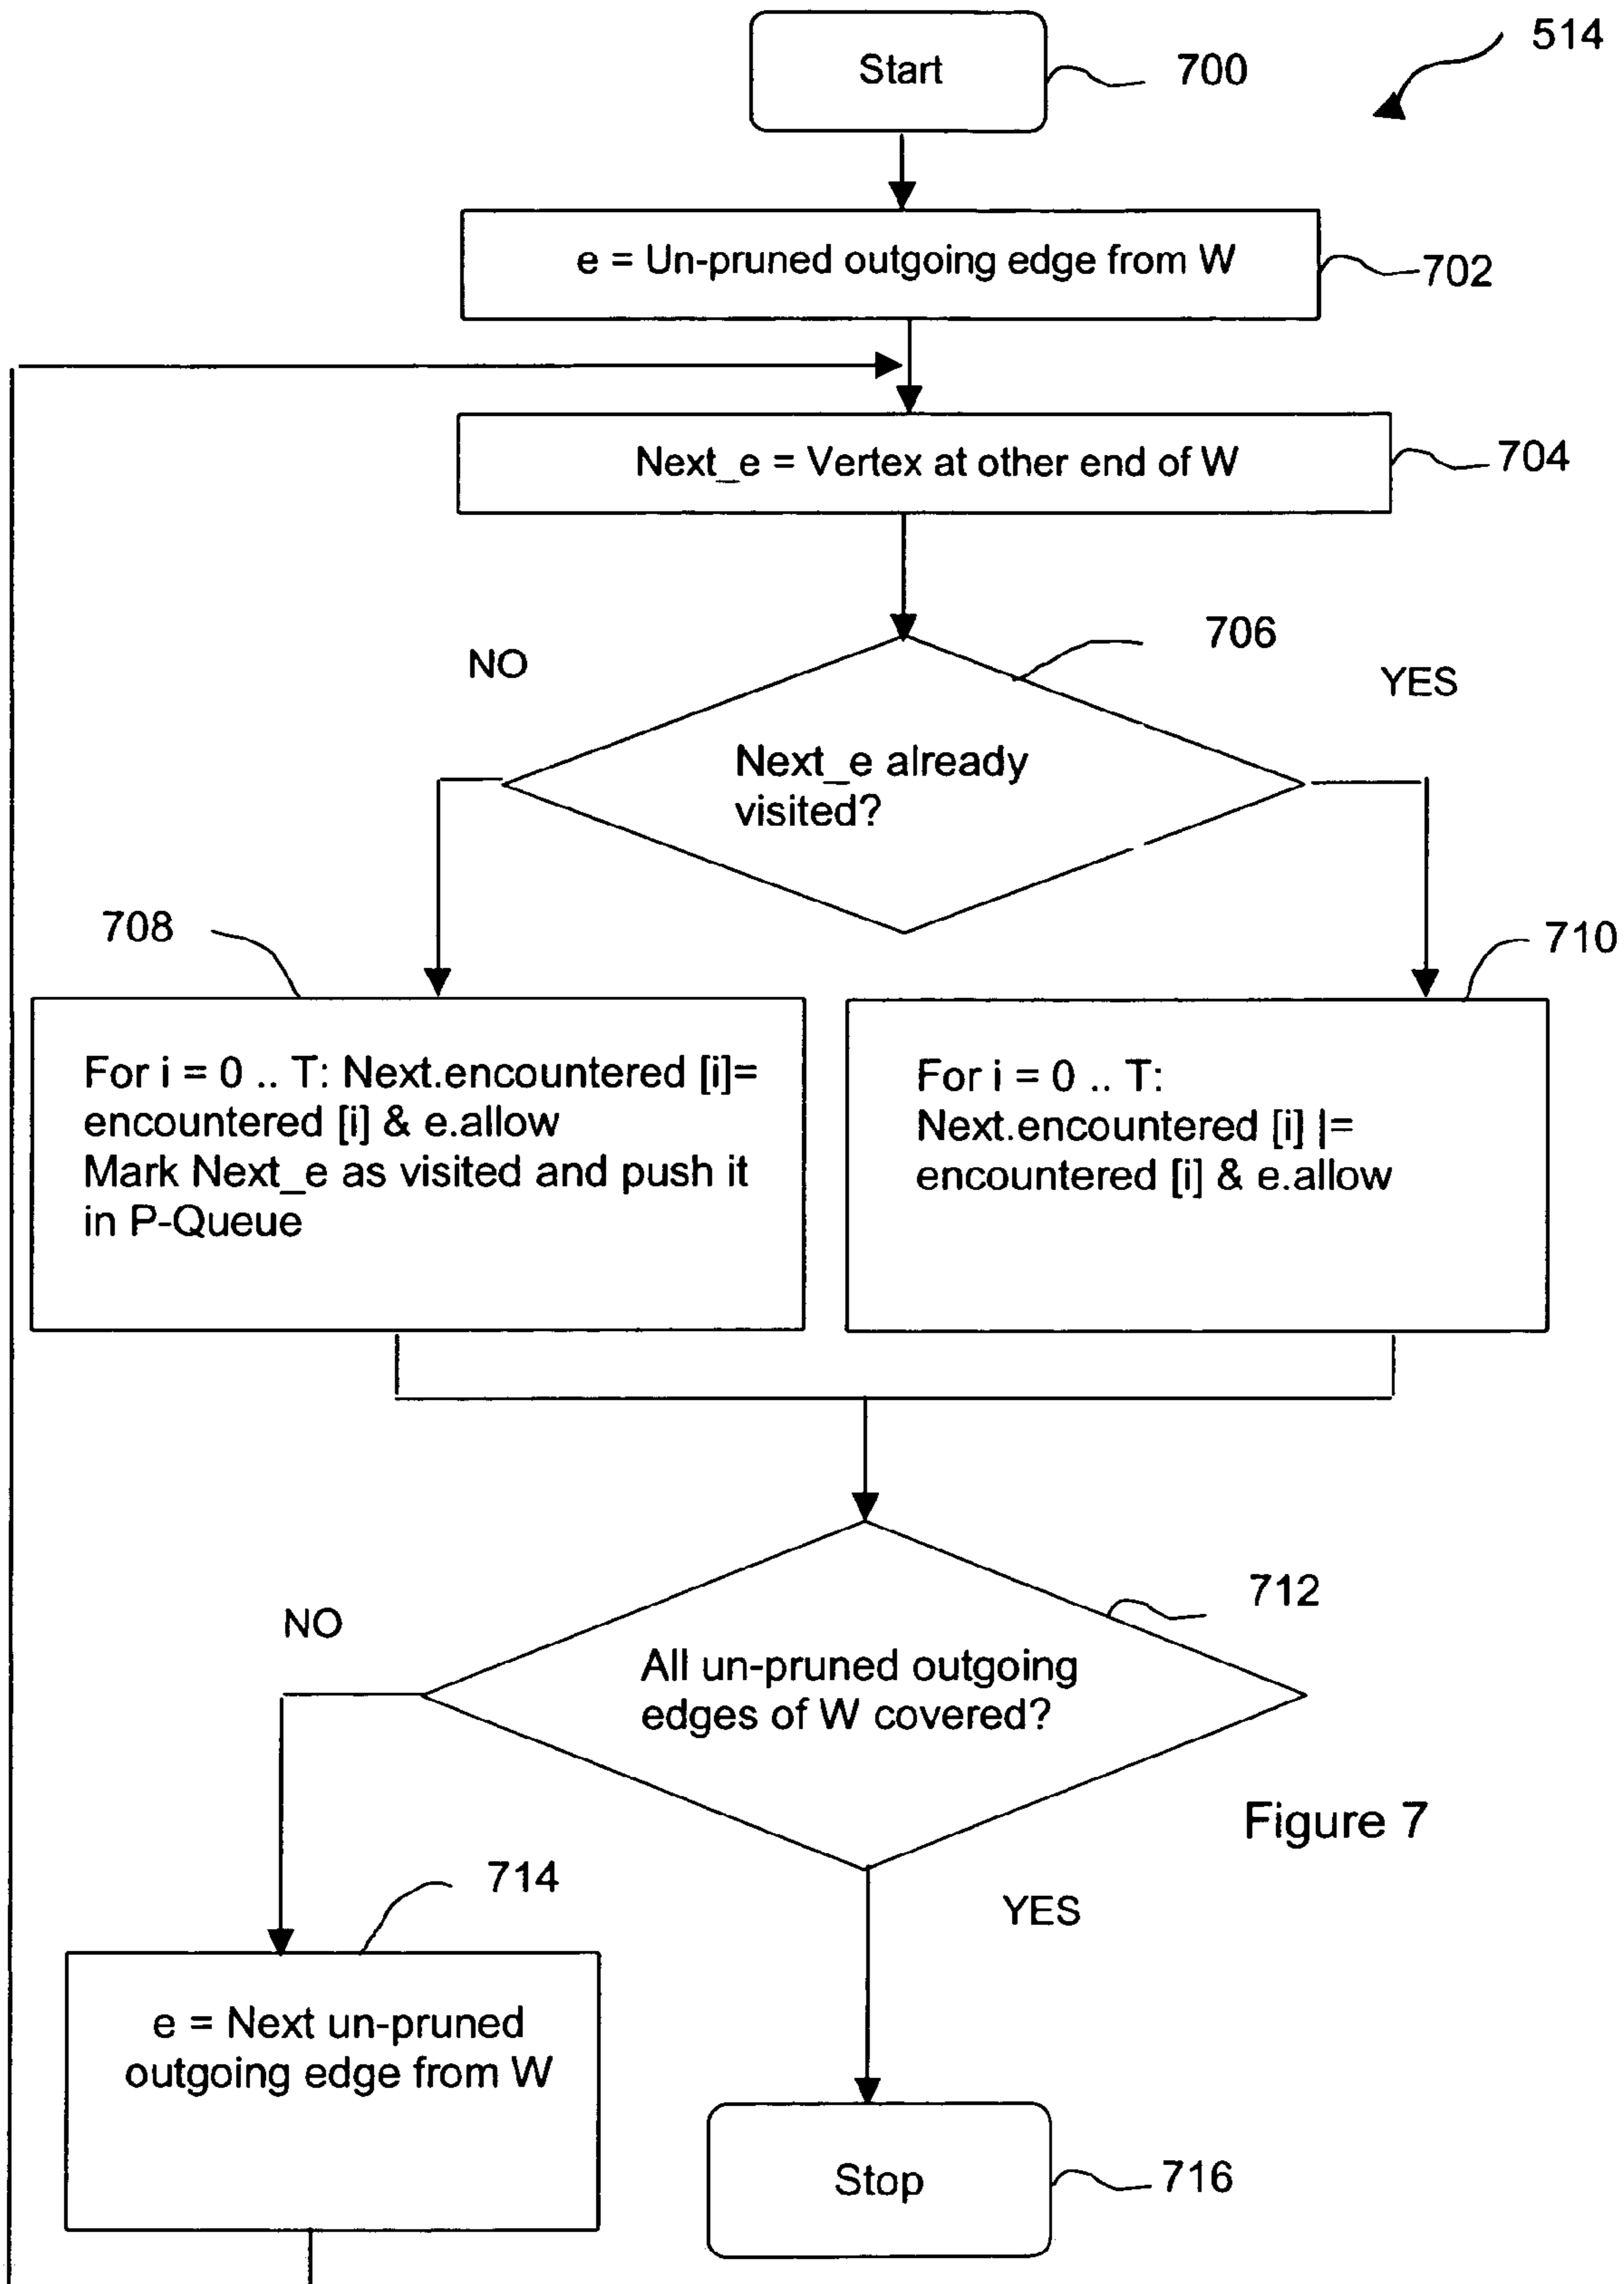 514
Start
700
e = Un-pruned outgoing edge from W
702
Next_e = Vertex at other end of W
704
706
NO
YES
Next_e already
visited?
708
710
For i = 0 .. T: Next.encountered [i]=
encountered [i] & e.allow
Mark Next_e as visited and push it
in P-Queue
For i = 0 .. T:
Next.encountered [i] |=
encountered [i] & e.allow
712
NO
All un-pruned outgoing
edges of W covered?
Figure 7
714
YES
e = Next un-pruned
outgoing edge from W
Stop
716